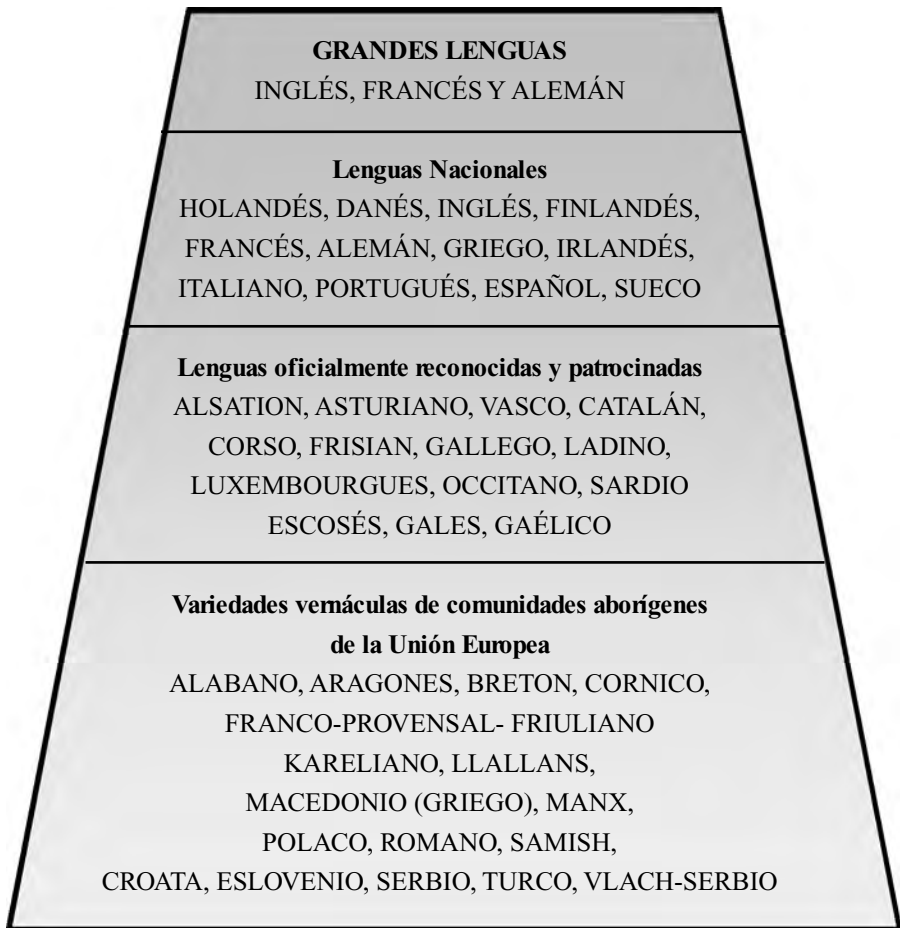 GRANDES LENGUAS
INGLÉS, FRANCÉS Y ALEMÁN
Lenguas Nacionales
HOLANDÉS, DANÉS, INGLÉS, FINLANDÉS,
FRANCÉS, ALEMÁN, GRIEGO, IRLANDÉS,
ITALIANO, PORTUGUÉS, ESPAÑOL, SUECO
Lenguas oficialmente reconocidas y patrocinadas
ALSATION, ASTURIANO, VASCO, CATALÁN,
CORSO, FRISIAN, GALLEGO, LADINO,
LUXEMBOURGUES, OCCITANO, SARDIO
ESCOSÉS, GALES, GAÉLICO
Variedades vernáculas de comunidades aborígenes
de la Unión Europea
ALABANO, ARAGONES, BRETON, CORNICO,
FRANCO-PROVENSAL- FRIULIANO
KARELIANO, LLALLANS,
MACEDONIO (GRIEGO), MANX,
POLACO, ROMANO, SAMISH,
CROATA, ESLOVENIO, SERBIO, TURCO, VLACH-SERBIO